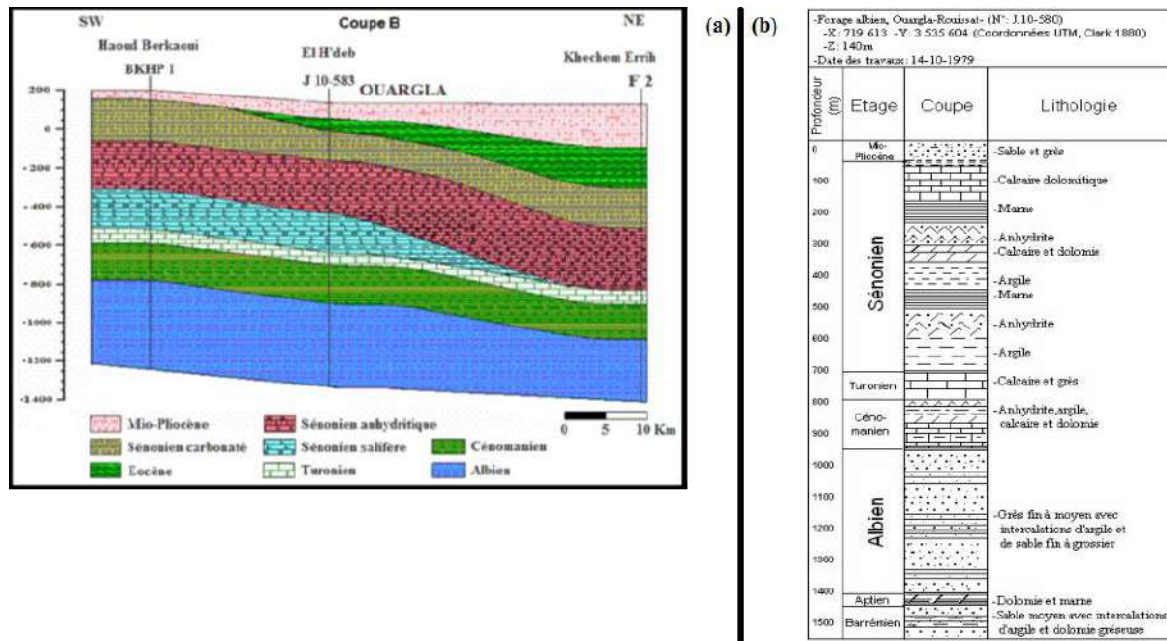 SW
Coupe B
NE
Haoud Berkaoui
BKHP 1
El H'deb
J 10-583
OUARGLA
Khechem Errih
F 2
200
0
-200
-400
-600
-800
-1000
-1200
-1400
Mio-Pliocène
Sénonien anhydritique
Sénonien carbonaté
Sénonien salifère
Cénomanien
Eocène
Turonien
Albien
0 5 10 Km
(a)
(b)
-Forage albien, Ouargla-Rouissat- (N°: J.10-580)
-X: 719 613 -Y: 3 535 604 (Coordonnées UTM, Clark 1880)
-Z: 140m
-Date des travaux: 14-10-1979
Profondeur
(m)
Etage
Coupe
Lithologie
0
100
200
300
400
500
600
700
800
900
1000
1100
1200
1300
1400
1500
Mio-
Pliocène
Sénonien
Turonien
Céno-
manien
Albien
Aptien
Barrémien
-Sable et grès
-Calcaire dolomitique
-Marne
-Anhydrite
-Calcaire et dolomie
-Argile
-Marne
-Anhydrite
-Argile
-Calcaire et grès
-Anhydrite, argile,
calcaire et dolomie
-Grès fin à moyen avec
intercalations d'argile et
de sable fin à grossier
-Dolomie et marne
-Sable moyen avec intercalations
d'argile et dolomie gréseuse